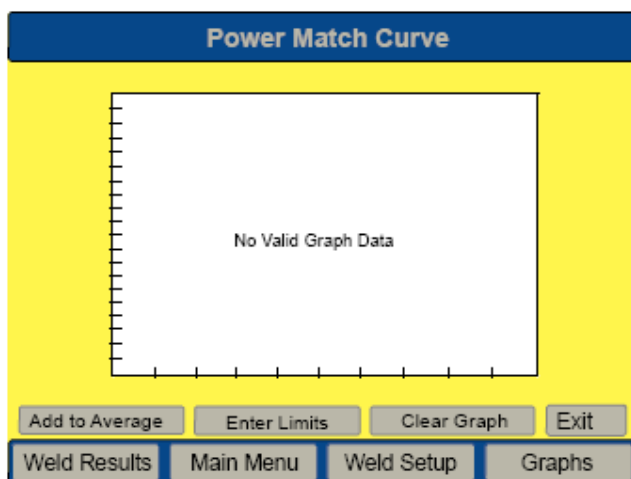 Power Match Curve
No Valid Graph Data
Add to Average Enter Limits Clear Graph Exit
Weld Results Main Menu Weld Setup Graphs